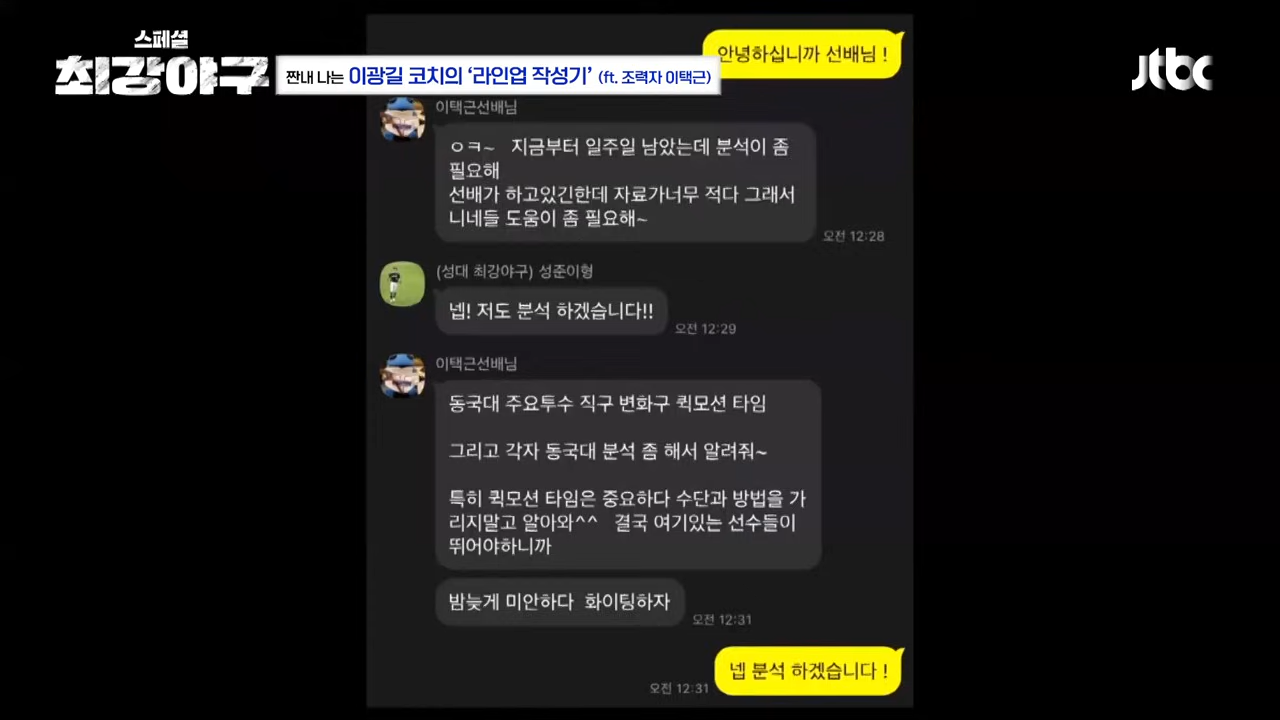 스페셜
최강야구
짠내 나는 이광길 코치의 ‘라인업 작성기’ (ft. 조력자 이택근)
jtbc
안녕하십니까 선배님 !
이택근선배님
ㅇㅋ~ 지금부터 일주일 남았는데 분석이 좀
필요해
선배가 하고있긴한데 자료가너무 적다 그래서
니네들 도움이 좀 필요해~
오전 12:28
(성대 최강야구) 성준이형
넵! 저도 분석 하겠습니다!!
오전 12:29
이택근선배님
동국대 주요투수 직구 변화구 퀵모션 타임
그리고 각자 동국대 분석 좀 해서 알려줘~
특히 퀵모션 타임은 중요하다 수단과 방법을 가
리지말고 알아와^^ 결국 여기있는 선수들이
뛰어야하니까
밤늦게 미안하다 화이팅하자
오전 12:31
넵 분석 하겠습니다 !
오전 12:31